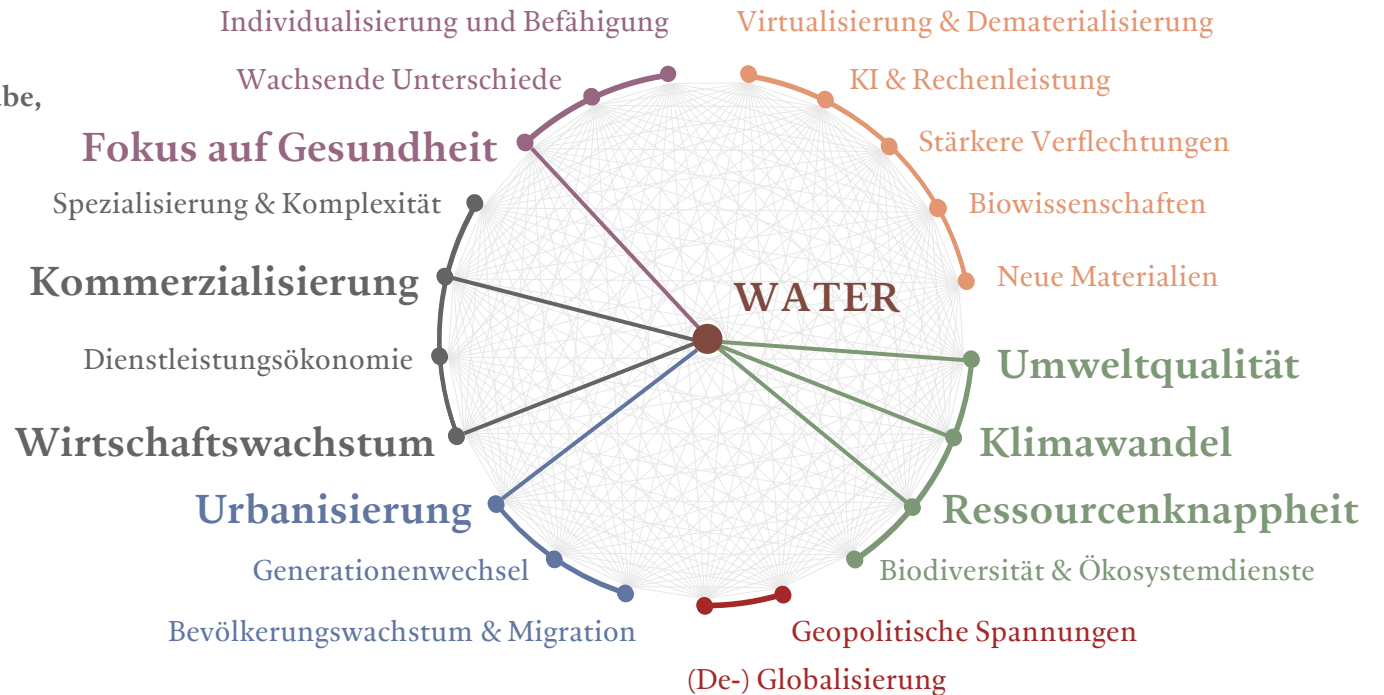 Individualisierung und Befähigung
Virtualisierung & Dematerialisierung
Wachsende Unterschiede
KI & Rechenleistung
Fokus auf Gesundheit
Stärkere Verflechtungen
Spezialisierung & Komplexität
Biowissenschaften
Kommerzialisierung
Neue Materialien
WATER
Dienstleistungsökonomie
Umweltqualität
Wirtschaftswachstum
Klimawandel
Urbanisierung
Ressourcenknappheit
Generationenwechsel
Biodiversität & Ökosystemdienste
Bevölkerungswachstum & Migration
Geopolitische Spannungen
(De-) Globalisierung